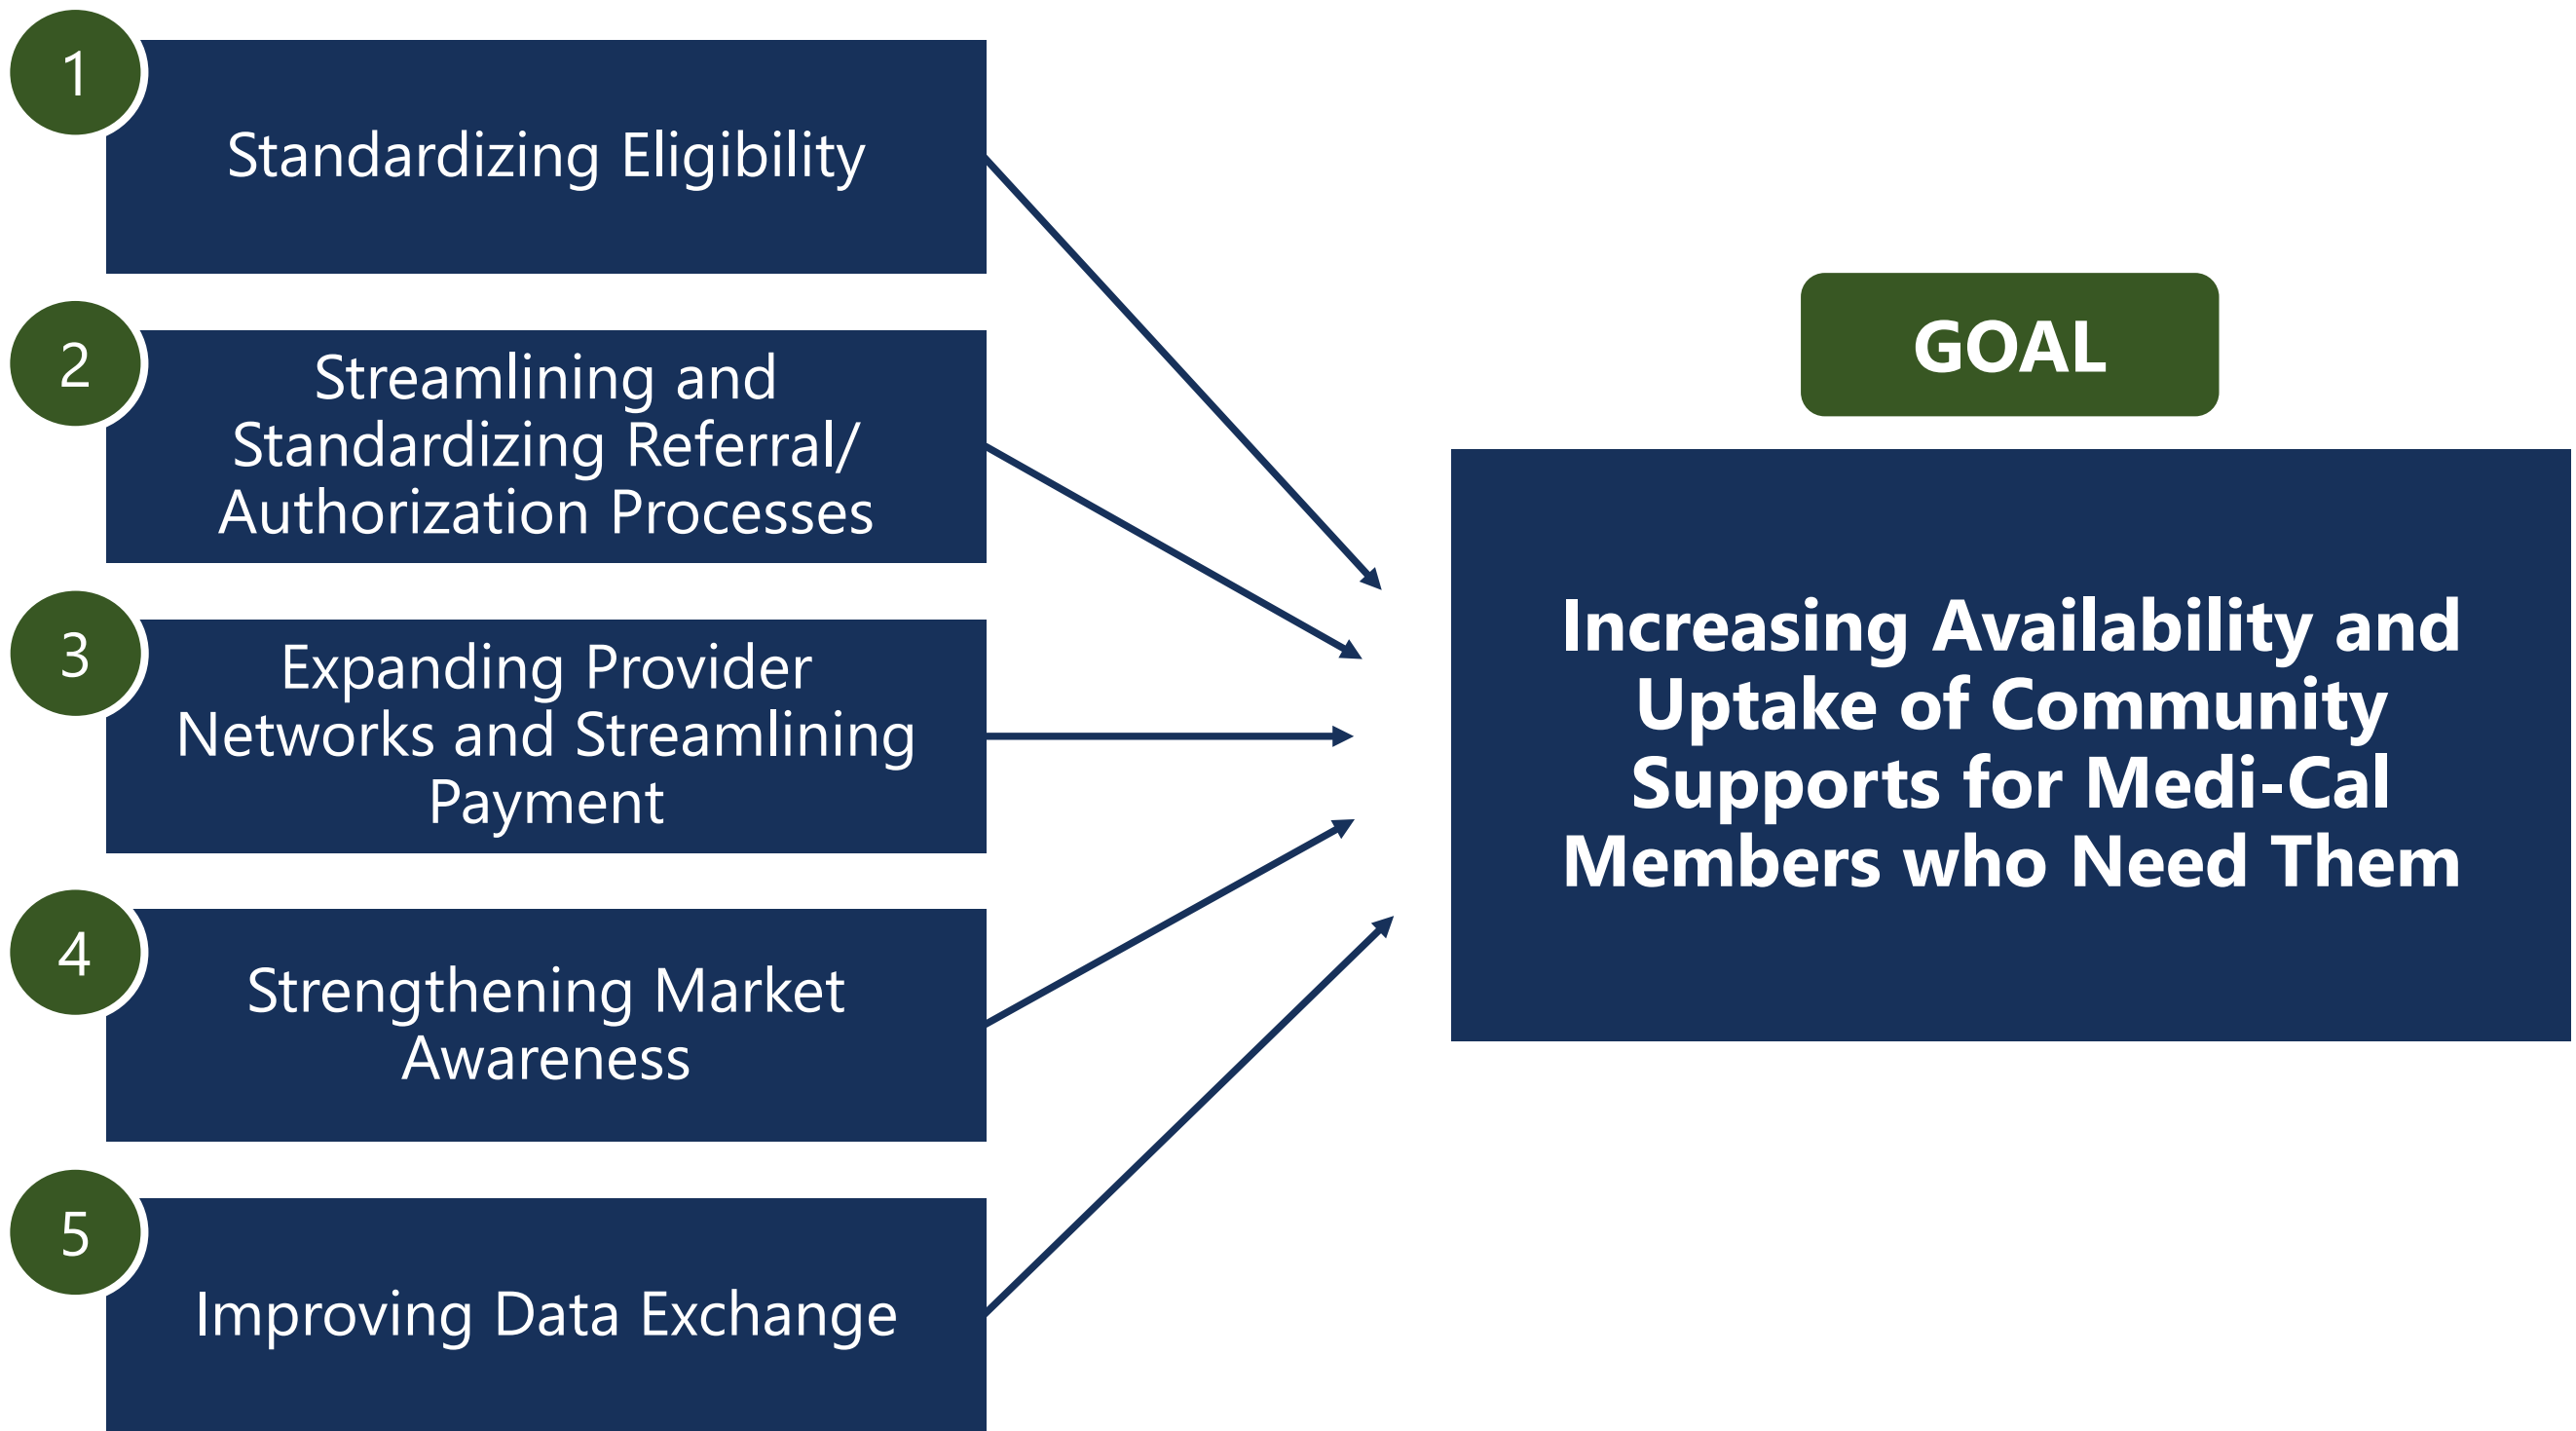 1
Standardizing Eligibility
2
Streamlining and
Standardizing Referral/
Authorization Processes
3
Expanding Provider
Networks and Streamlining
Payment
4
Strengthening Market
Awareness
5
Improving Data Exchange
GOAL
Increasing Availability and
Uptake of Community
Supports for Medi-Cal
Members who Need Them